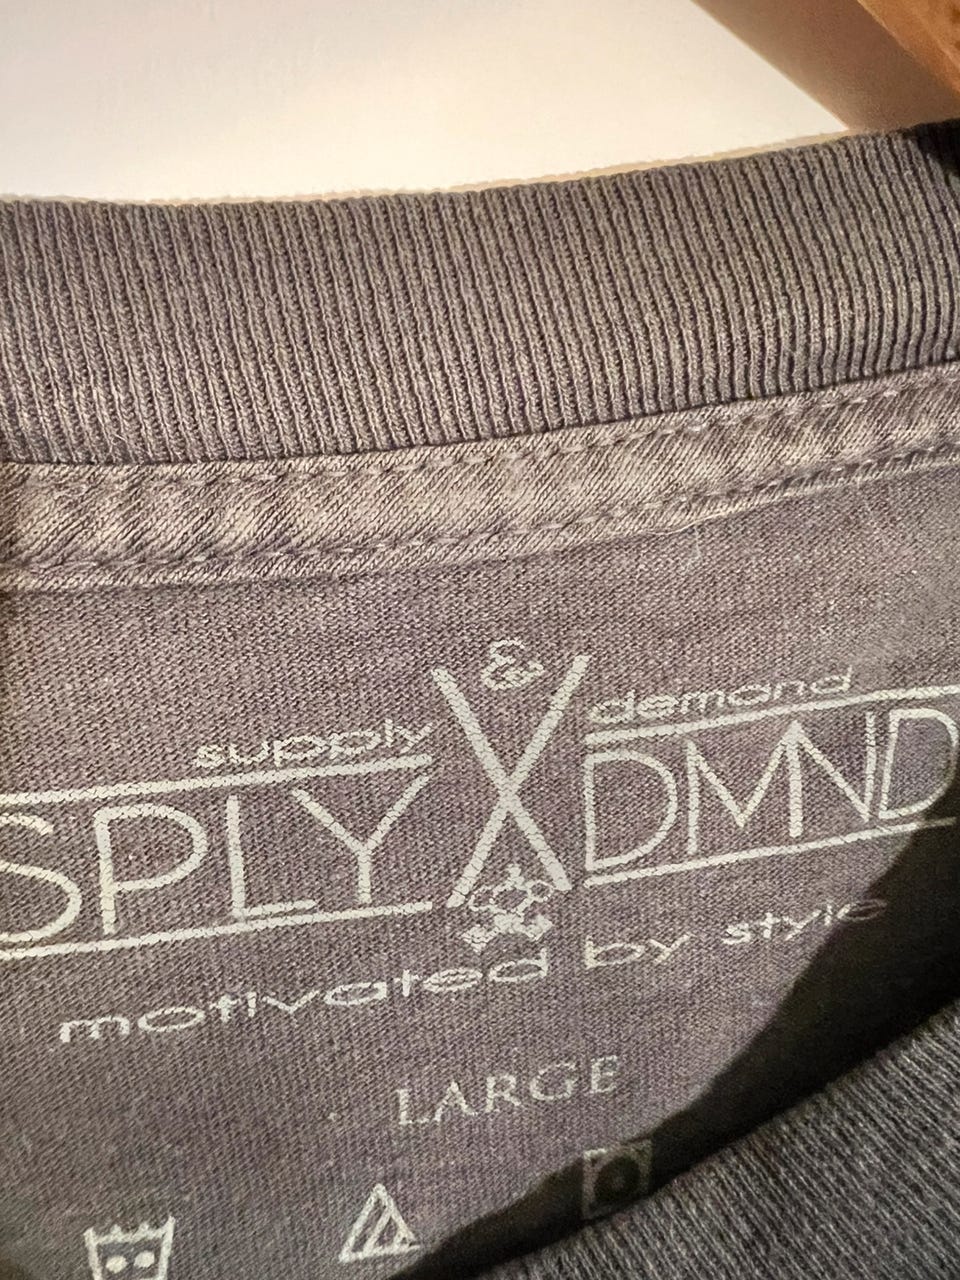 &
supply demand
SPLY X DMND
motivated by style
LARGE